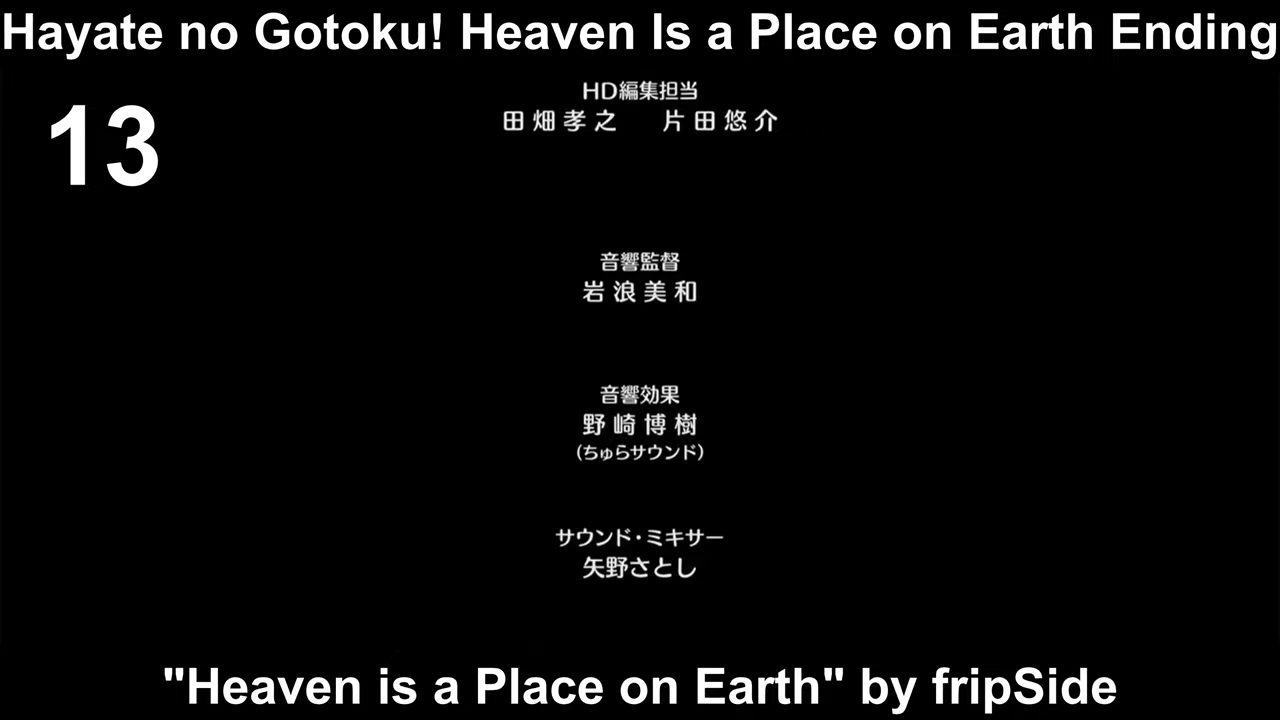 Hayate no Gotoku! Heaven Is a Place on Earth Ending
13
HD編集担当
田畑孝之 片田悠介
音響監督
岩浪美和
音響効果
野崎博樹
(ちゅらサウンド)
サウンド・ミキサー
矢野さとし
"Heaven is a Place on Earth" by fripSide